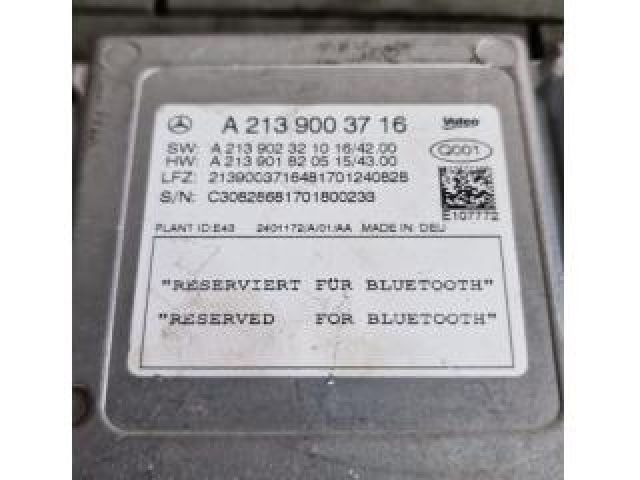 A 213 900 37 16 Valeo
SW: A 213 902 32 10 16/42 00
HW: A 213 901 82 05 15/43 00 Q001
LFZ: 2139003716481701240828
S/N: C30828681701800233 E107772
PLANT ID:E43 2401172/A/01/AA MADE IN: DEU
"RESERVIERT FÜR BLUETOOTH"
"RESERVED FOR BLUETOOTH"